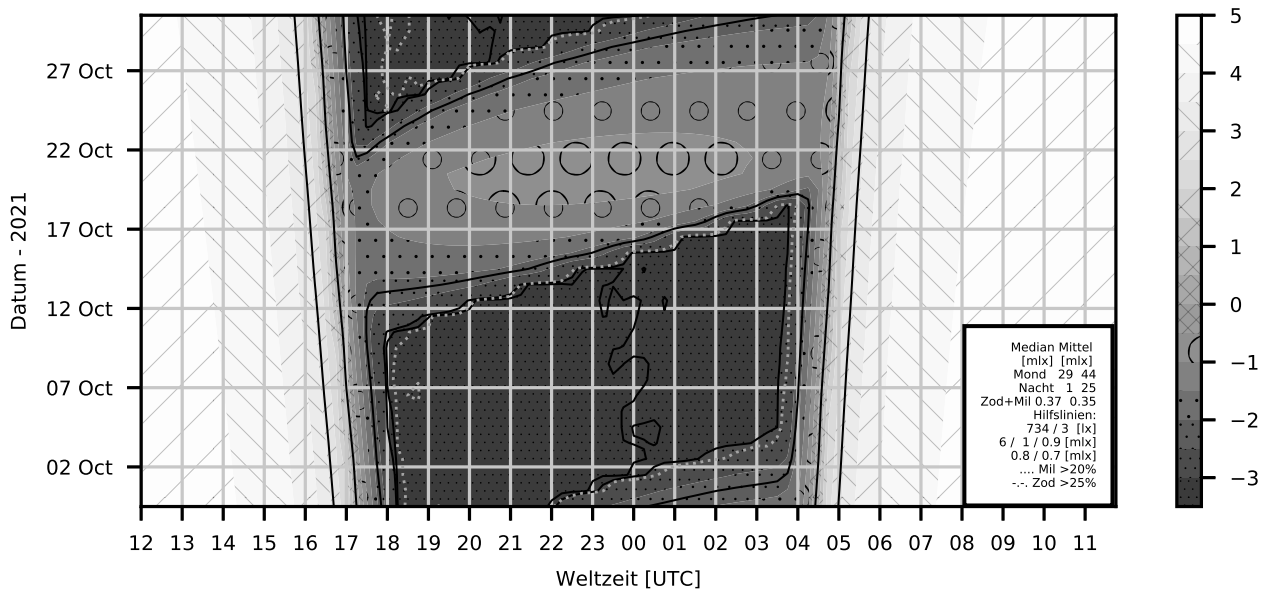 5
4
3
2
1
0
−1
−2
−3
27 Oct
22 Oct
17 Oct
12 Oct
07 Oct
02 Oct
Datum - 2021
Median Mittel
[mlx] [mlx]
Mond 29 44
Nacht 1 25
Zod+Mil 0.37 0.35
Hilfslinien:
734 / 3 [lx]
6 / 1 / 0.9 [mlx]
0.8 / 0.7 [mlx]
.... Mil >20%
-.-. Zod >25%
12 13 14 15 16 17 18 19 20 21 22 23 00 01 02 03 04 05 06 07 08 09 10 11
Weltzeit [UTC]